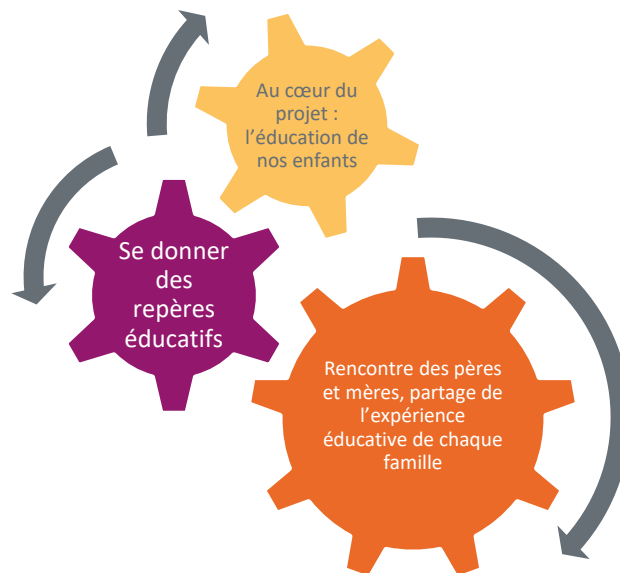 Au cœur du
projet :
l’éducation de
nos enfants
Se donner
des
repères
éducatifs
Rencontre des pères
et mères, partage de
l’expérience
éducative de chaque
famille